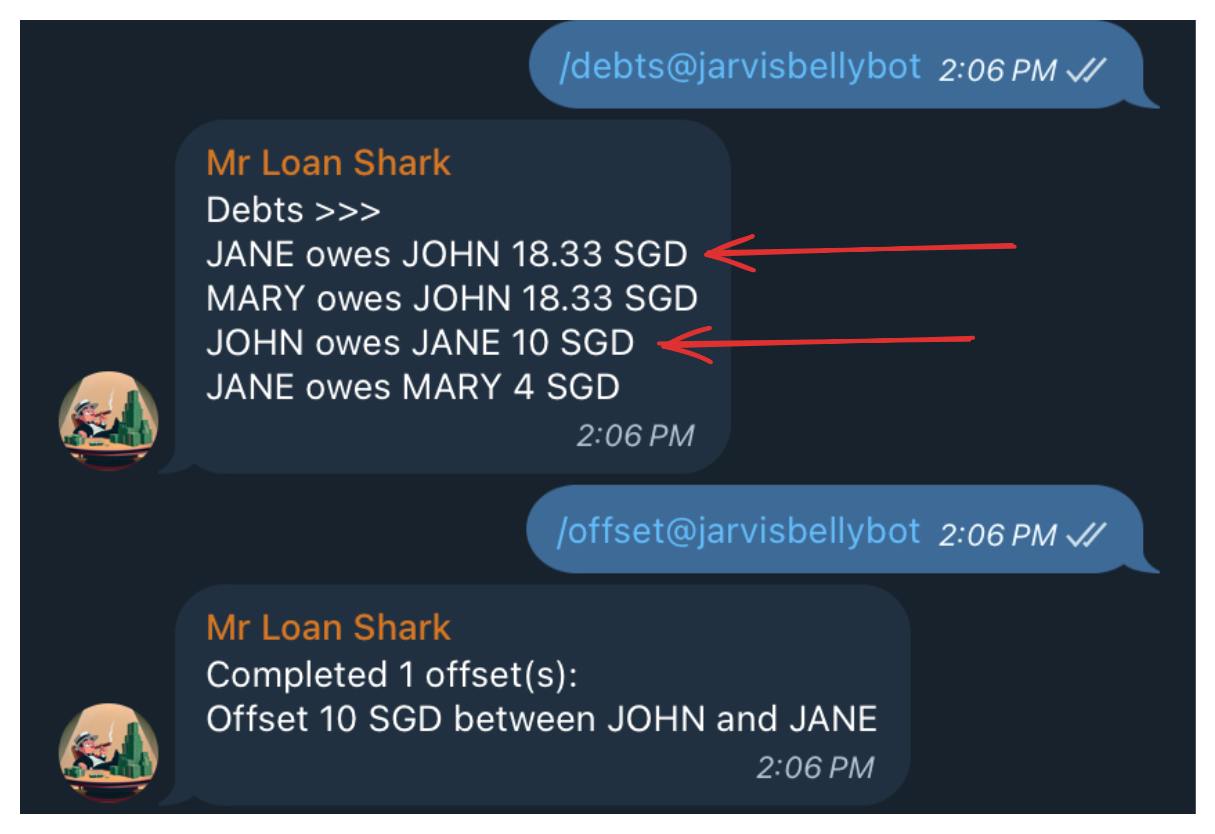 /debts@jarvisbellybot 2:06 PM
Mr Loan Shark
Debts >>>
JANE owes JOHN 18.33 SGD
MARY owes JOHN 18.33 SGD
JOHN owes JANE 10 SGD
JANE owes MARY 4 SGD
2:06 PM
/offset@jarvisbellybot 2:06 PM
Mr Loan Shark
Completed 1 offset(s):
Offset 10 SGD between JOHN and JANE
2:06 PM